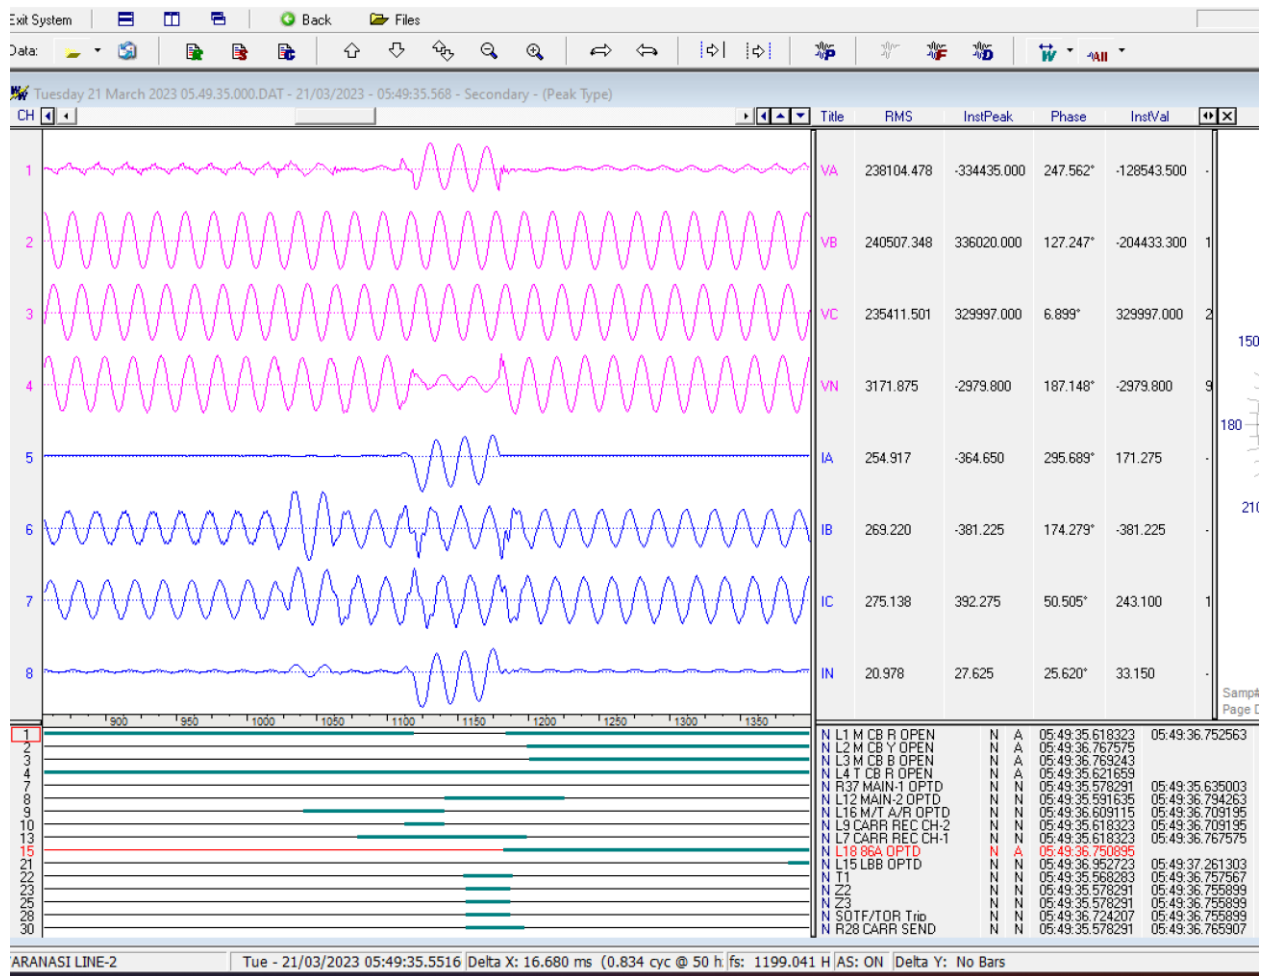 Exit System Back Files
Data:
Tuesday 21 March 2023 05.49.35.000.DAT - 21/03/2023 - 05:49:35.568 - Secondary - (Peak Type)
CH Title RMS InstPeak Phase InstVal
1 VA 238104.478 -334435.000 247.562° -128543.500 -
2 VB 240507.348 336020.000 127.247° -204433.300 1
3 VC 235411.501 329997.000 6.899° 329997.000 2
150
4 VN 3171.875 -2979.800 187.148° -2979.800 9
180
5 IA 254.917 -364.650 295.689° 171.275 -
210
6 IB 269.220 -381.225 174.279° -381.225 -
7 IC 275.138 392.275 50.505° 243.100 1
8 IN 20.978 27.625 25.620° 33.150 -
Samp#
Page D
900 950 1000 1050 1100 1150 1200 1250 1300 1350
1 N L1 M CB R OPEN N A 05:49:35.618323 05:49:36.752563
2 N L2 M CB Y OPEN N A 05:49:36.767575
3 N L3 M CB B OPEN N A 05:49:36.769243
4 N L4 T CB R OPEN N A 05:49:35.621659
7 N R37 MAIN-1 OPTD N N 05:49:35.578291 05:49:35.635003
8 N L12 MAIN-2 OPTD N N 05:49:35.591635 05:49:36.794263
9 N L16 M/T A/R OPTD N N 05:49:36.609115 05:49:36.709195
10 N L9 CARR REC CH-2 N N 05:49:35.618323 05:49:36.709195
13 N L7 CARR REC CH-1 N N 05:49:35.618323 05:49:36.767575
15 N L18 86A OPTD N A 05:49:36.750895
21 N L15 LBB OPTD N N 05:49:36.952723 05:49:37.261303
22 N T1 N N 05:49:35.568283 05:49:36.757567
23 N Z2 N N 05:49:35.578291 05:49:36.755899
25 N Z3 N N 05:49:35.578291 05:49:36.755899
28 N SOTF/TOR Trip N N 05:49:36.724207 05:49:36.755899
30 N R28 CARR SEND N N 05:49:35.578291 05:49:36.765907
ARANASI LINE-2 Tue - 21/03/2023 05:49:35.5516 Delta X: 16.680 ms (0.834 cyc @ 50 h fs: 1199.041 H AS: ON Delta Y: No Bars